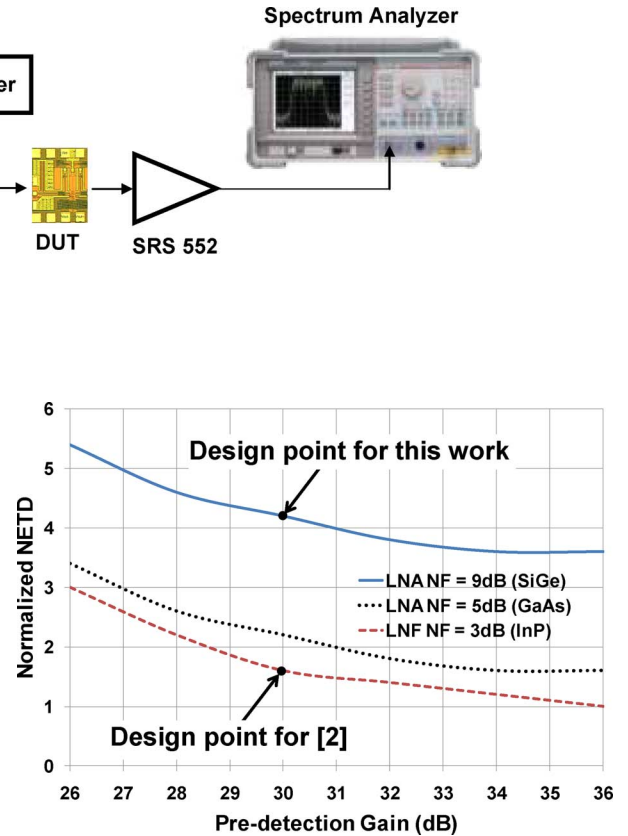 Spectrum Analyzer
er
DUT
SRS 552
6
5
4
3
2
1
0
Normalized NETD
Design point for this work
LNA NF = 9dB (SiGe)
LNA NF = 5dB (GaAs)
LNF NF = 3dB (InP)
Design point for [2]
26 27 28 29 30 31 32 33 34 35 36
Pre-detection Gain (dB)